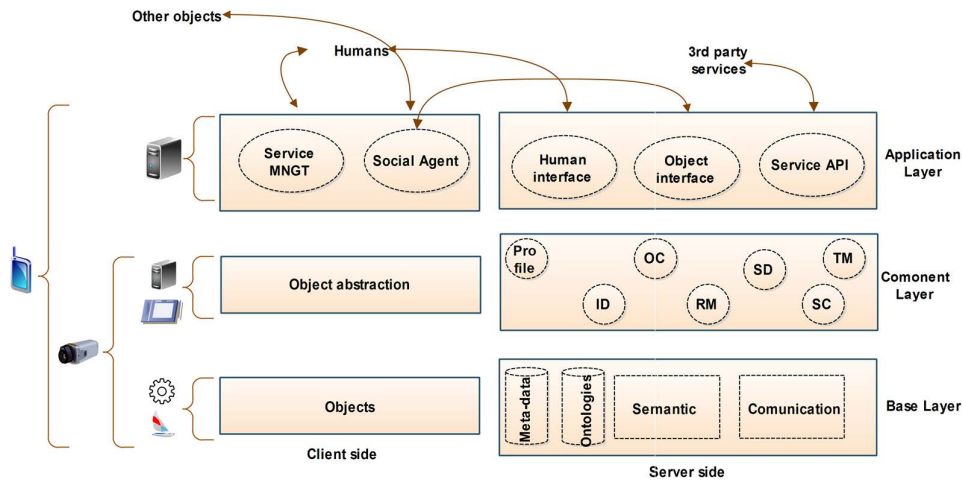 Other objects
Humans
3rd party
services
Service
MNGT
Social Agent
Human
interface
Object
interface
Service API
Application
Layer
Object abstraction
Pro
file
OC
SD
TM
ID
RM
SC
Comonent
Layer
Objects
Meta-data
Ontologies
Semantic
Comunication
Base Layer
Client side
Server side